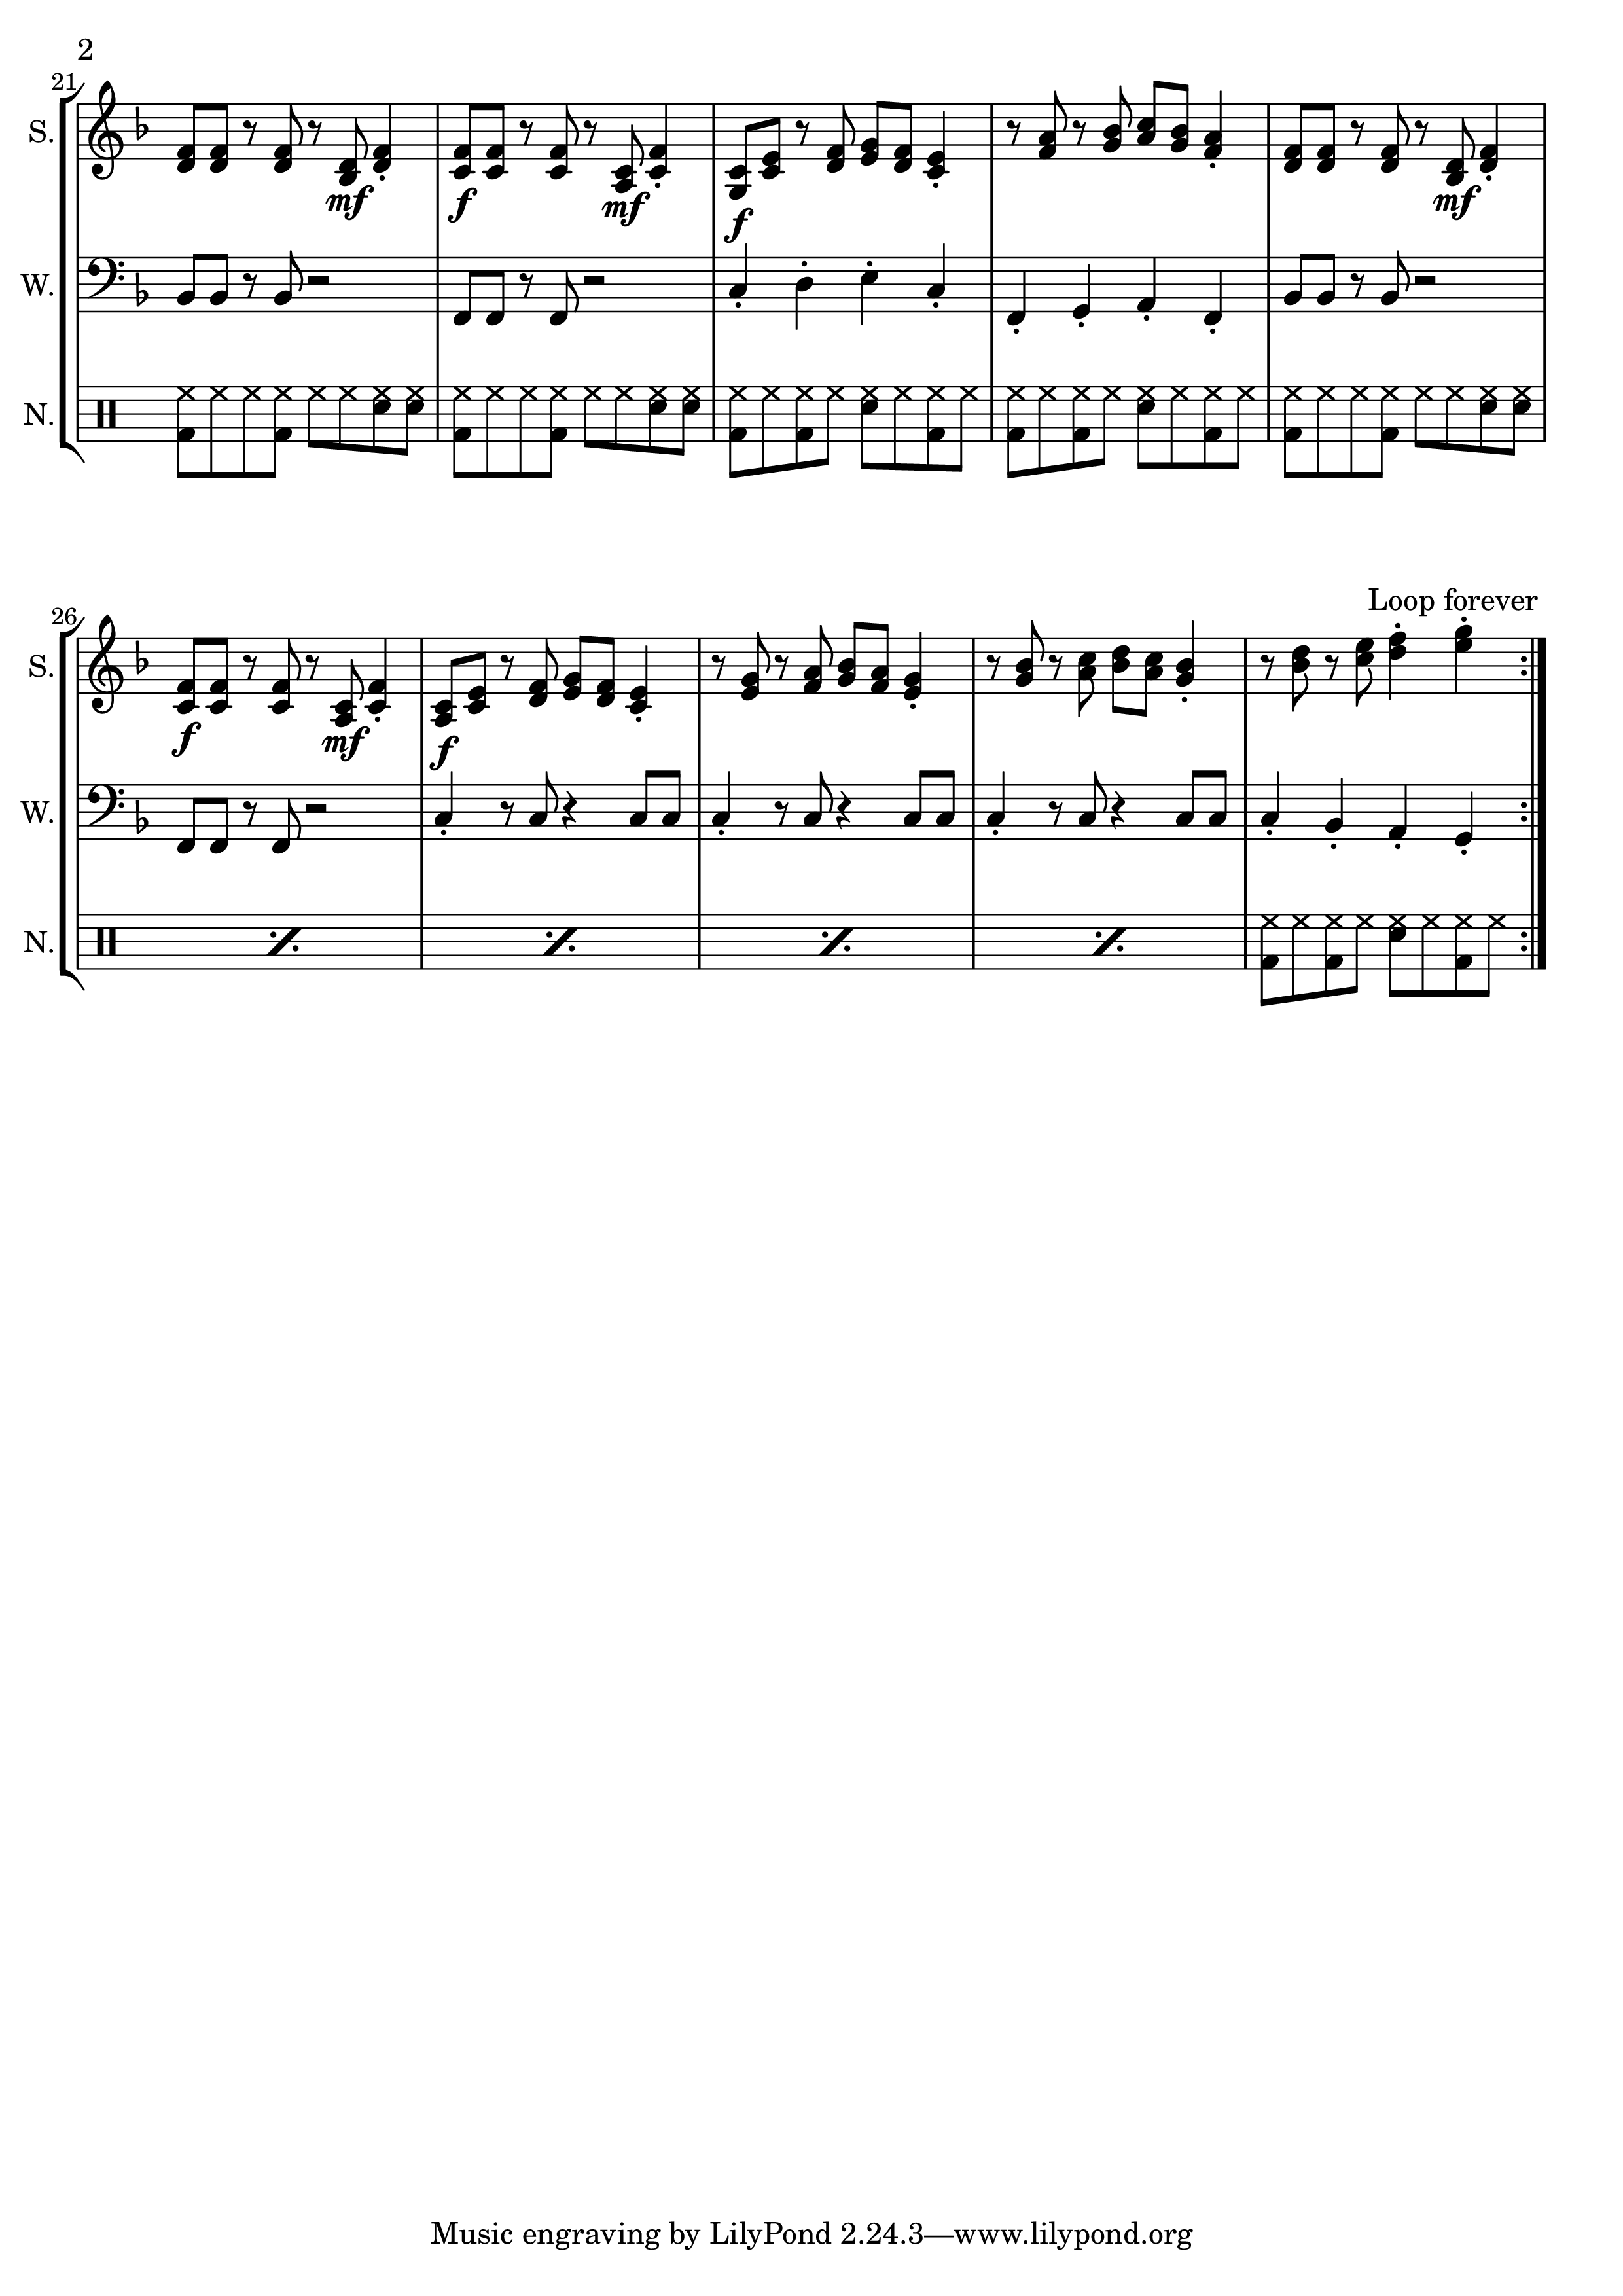 2
21
S.
mf
f
mf
f
mf
W.
N.
Loop forever
26
S.
f
mf
f
W.
N.
Music engraving by LilyPond 2.24.3—www.lilypond.org